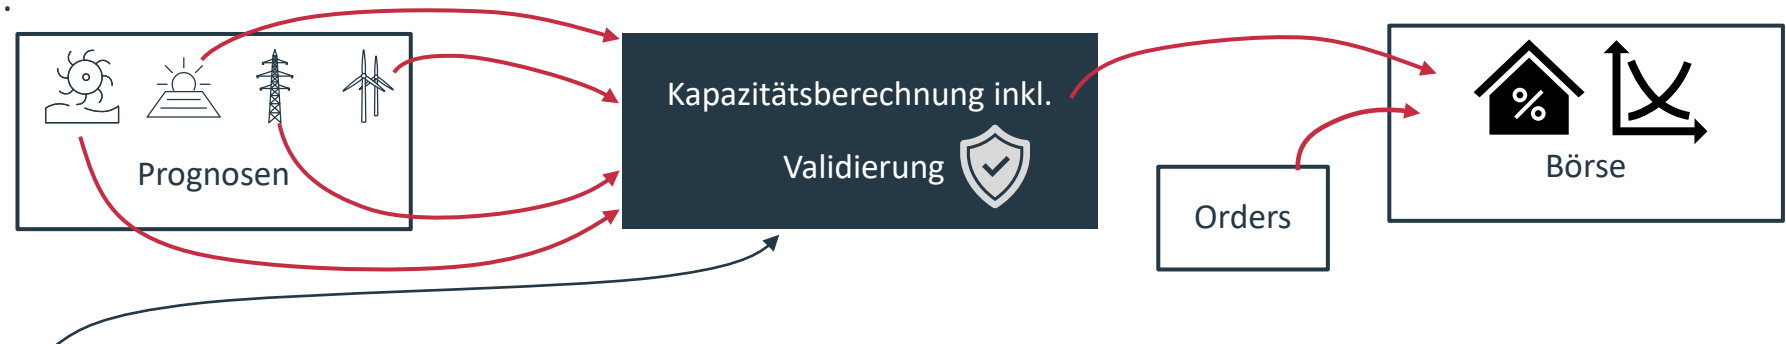 Prognosen
Kapazitätsberechnung inkl.
Validierung
Orders
%
Börse